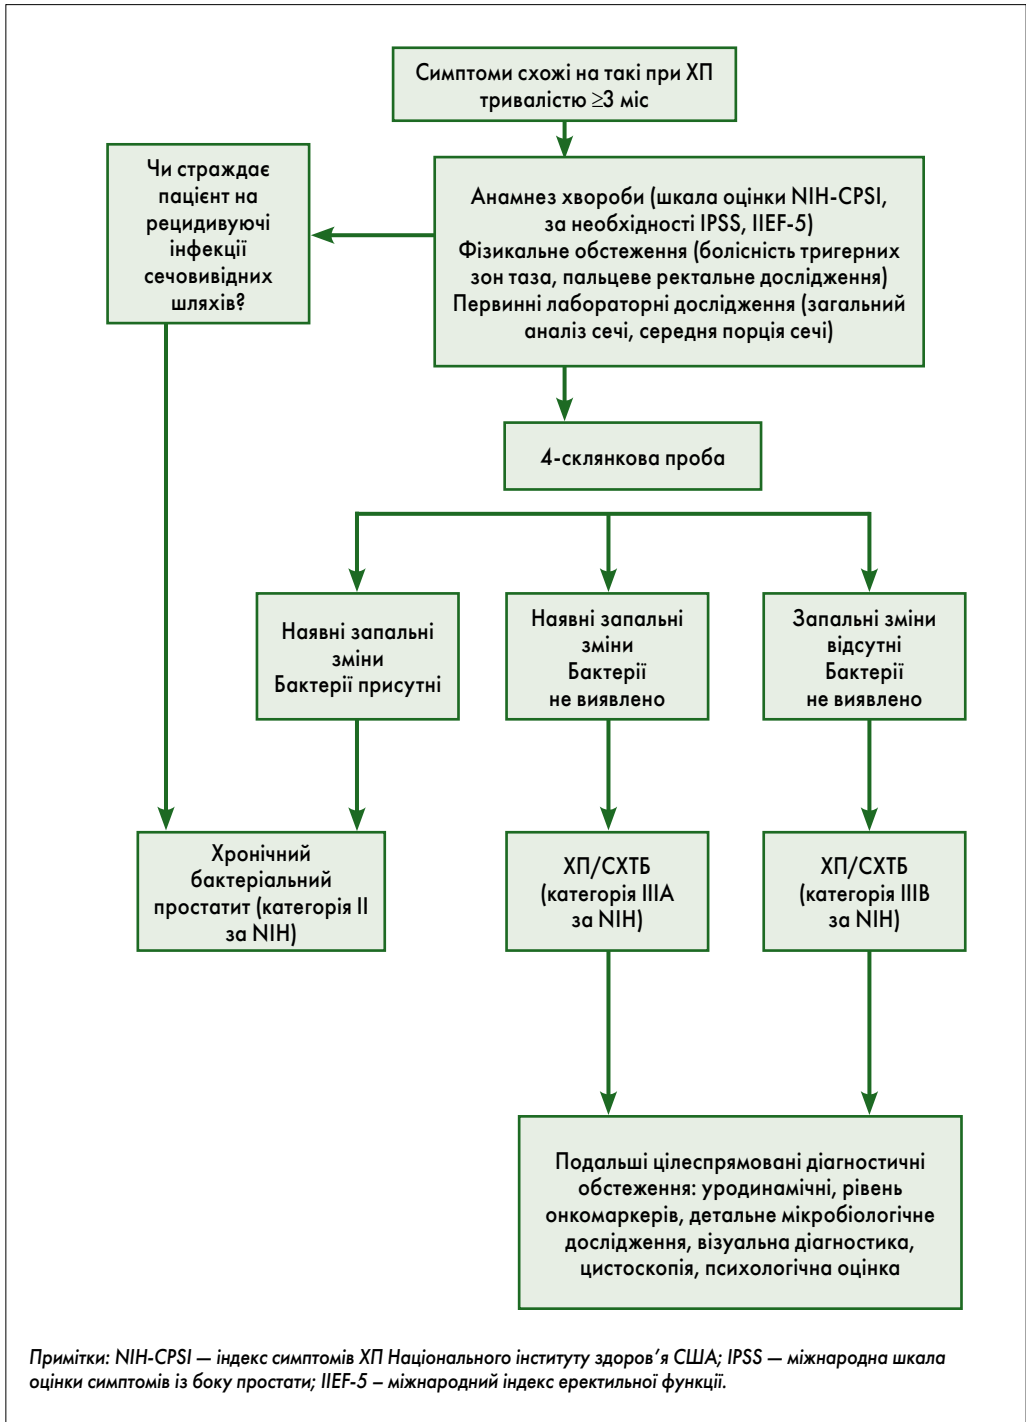 Симптоми схожі на такі при ХП
тривалістю ≥3 міс
Чи страждає
пацієнт на
рецидивуючі
інфекції
сечовивідних
шляхів?
Анамнез хвороби (шкала оцінки NIH-CPSI,
за необхідності IPSS, IIEF-5)
Фізикальне обстеження (болісність тригерних
зон таза, пальцеве ректальне дослідження)
Первинні лабораторні дослідження (загальний
аналіз сечі, середня порція сечі)
4-склянкова проба
Наявні запальні
зміни
Бактерії присутні
Наявні запальні
зміни
Бактерії
не виявлено
Запальні зміни
відсутні
Бактерії
не виявлено
Хронічний
бактеріальний
простатит (категорія II
за NIH)
ХП/СХТБ
(категорія IIIA
за NIH)
ХП/СХТБ
(категорія IIIB
за NIH)
Подальші цілеспрямовані діагностичні
обстеження: уродинамічні, рівень
онкомаркерів, детальне мікробіологічне
дослідження, візуальна діагностика,
цистоскопія, психологічна оцінка
Примітки: NIH-CPSI — індекс симптомів ХП Національного інституту здоров’я США; IPSS — міжнародна шкала
оцінки симптомів із боку простати; IIEF-5 – міжнародний індекс еректильної функції.